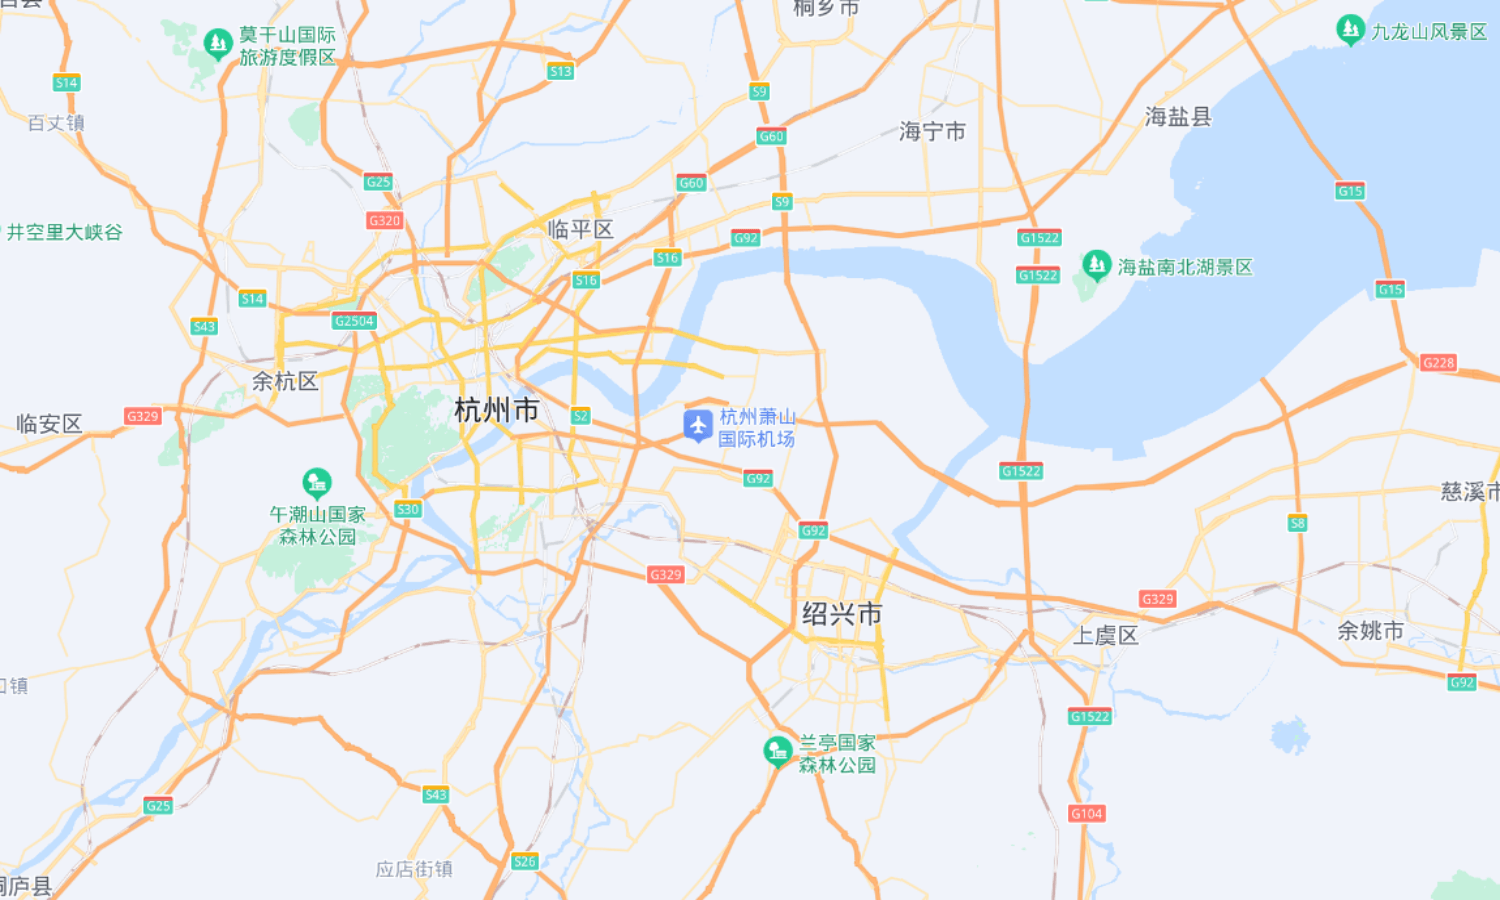 桐乡市
莫干山国际
旅游度假区
九龙山风景区
S13
S14
S9
百丈镇
海盐县
海宁市
G60
G25
G60
G15
S9
G320
井空里大峡谷
临平区
G92
G1522
S16
海盐南北湖景区
G1522
S16
G15
S14
G2504
S43
G228
余杭区
杭州市
临安区
G329
S2
杭州萧山
国际机场
G1522
G92
慈溪市
午潮山国家
森林公园
S30
S8
G92
G329
G329
绍兴市
上虞区
余姚市
G92
G1522
兰亭国家
森林公园
S43
G25
G104
应店街镇
S26
桐庐县